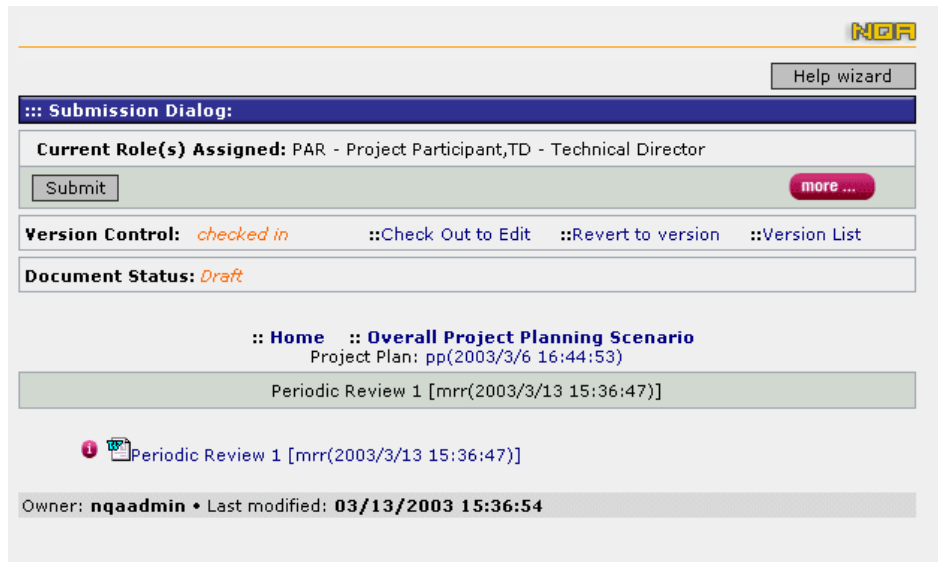 NQA
Help wizard
::: Submission Dialog:
Current Role(s) Assigned: PAR - Project Participant,TD - Technical Director
Submit more ...
Version Control: checked in ::Check Out to Edit ::Revert to version ::Version List
Document Status: Draft
:: Home :: Overall Project Planning Scenario
Project Plan: pp(2003/3/6 16:44:53)
Periodic Review 1 [mrr(2003/3/13 15:36:47)]
Periodic Review 1 [mrr(2003/3/13 15:36:47)]
Owner: nqaadmin • Last modified: 03/13/2003 15:36:54